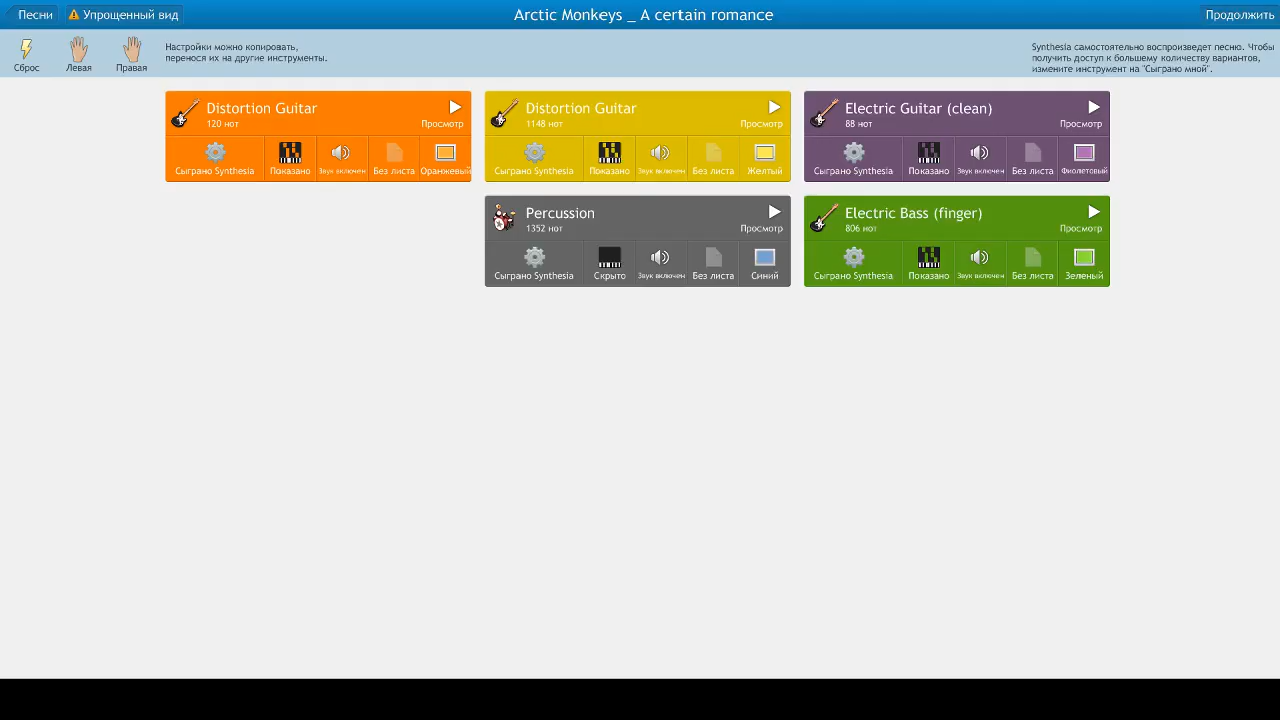 Песни
Упрощенный вид
Arctic Monkeys _ A certain romance
Продолжить
Сброс
Левая
Правая
Настройки можно копировать,
перенося их на другие инструменты.
Synthesia самостоятельно воспроизведет песню. Чтобы
получить доступ к большему количеству вариантов,
измените инструмент на "Сыграно мной".
Distortion Guitar
120 нот
Просмотр
Сыграно Synthesia
Показано
Звук включен
Без листа
Оранжевый
Distortion Guitar
1148 нот
Просмотр
Сыграно Synthesia
Показано
Звук включен
Без листа
Желтый
Electric Guitar (clean)
88 нот
Просмотр
Сыграно Synthesia
Показано
Звук включен
Без листа
Фиолетовый
Percussion
1352 нот
Просмотр
Сыграно Synthesia
Скрыто
Звук включен
Без листа
Синий
Electric Bass (finger)
806 нот
Просмотр
Сыграно Synthesia
Показано
Звук включен
Без листа
Зеленый